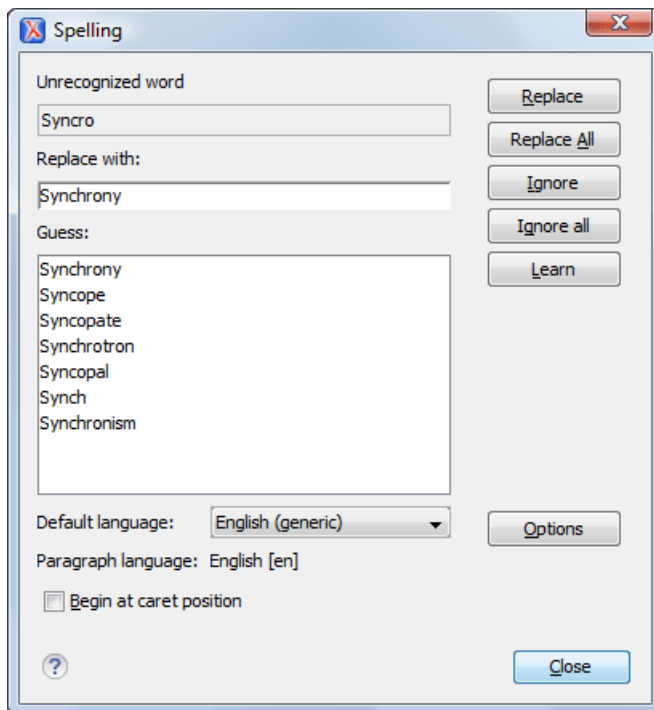 Spelling
Unrecognized word
Syncro
Replace with:
Synchrony
Guess:
Synchrony
Syncope
Syncopate
Synchrotron
Syncopal
Synch
Synchronism
Replace
Replace All
Ignore
Ignore all
Learn
Default language: English (generic)
Options
Paragraph language: English [en]
Begin at caret position
?
Close